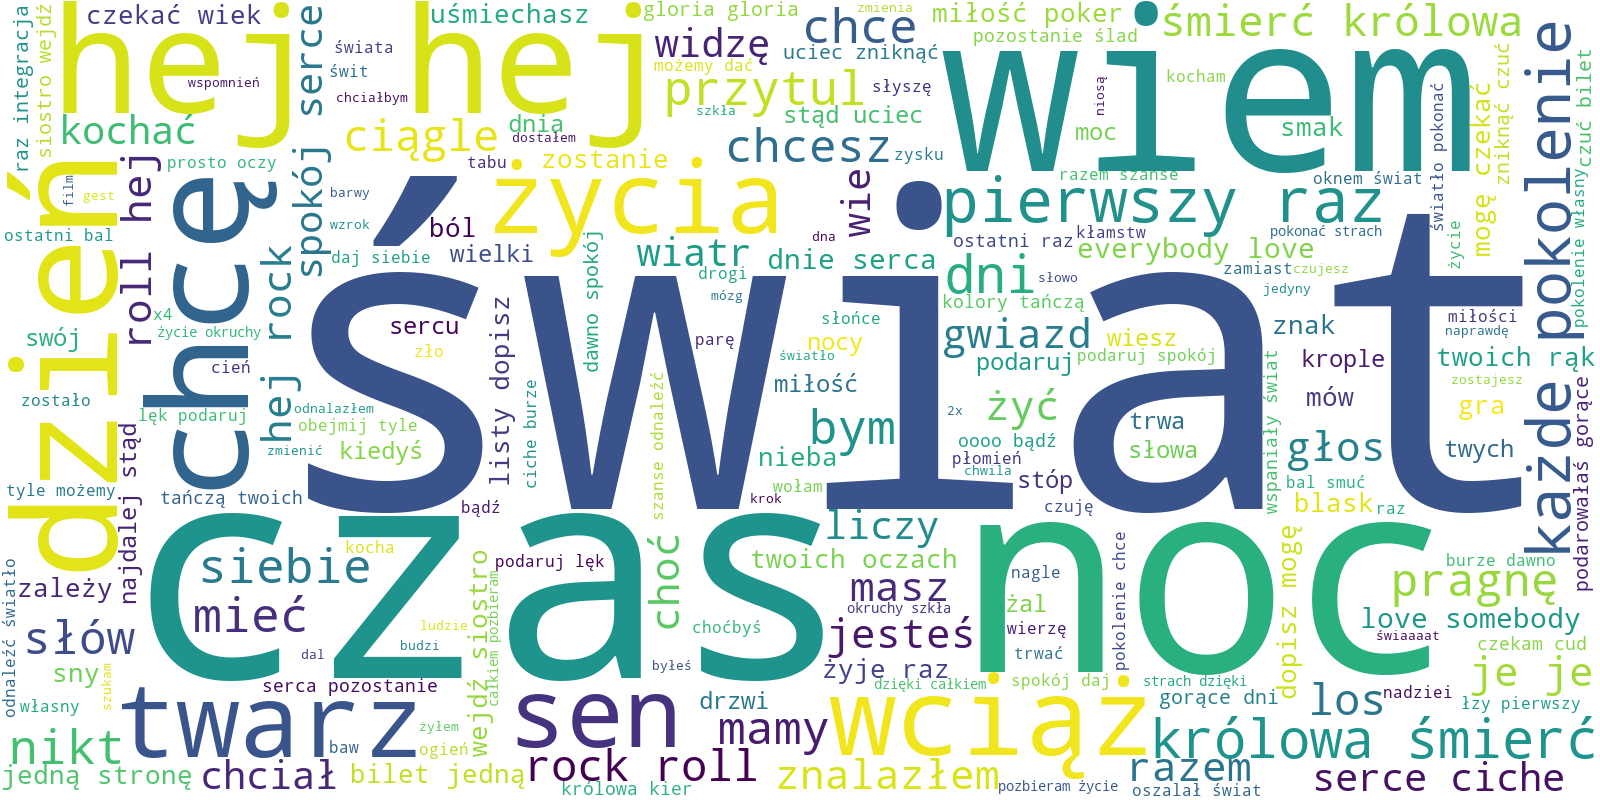 czekać wiek
uśmiechasz
gloria gloria
zmienia
miłość poker
śmierć królowa
raz integracja
siostro wejdź
hej hej
serce
świata
świt
wspomnień
chciałbym
widzę
chce
uciec zniknąć
pozostanie ślad
możemy dać
przytul
słyszę
szkła
stąd uciec
wiem
kocham
niosą
moc
smak
zniknąć czuć
światło pokonać
mogę czekać
każde pokolenie
czuć bilet
kochać
ciągle
dnia
dostałem
tabu
zostanie
chcesz
zysku
prosto oczy
roll hej
spokój
barwy
wzrok
życia
wie
razem szanse
oknem świat
pierwszy raz
film
gest
dzień
chcę
ostatni bal
hej rock
daj siebie
ból
wielki
dawno spokój
wiatr
drogi
dna
dnie serca
ostatni raz
kłamstw
pokonać strach
everybody love
życie
pokolenie własny
mózg
dni
słowo
zamiast
czujesz
jedyny
kolory tańczą
x4
życie okruchy
swój
sercu
listy dopisz
parę
słońce
nocy
światło
gwiazd
wiesz
znak
miłości
naprawdę
cień
zło
świat
podaruj
podaruj spokój
krople
twoich rąk
zostajesz
zostało
lęk podaruj
odnalazłem
obejmij tyle
ciche burze
szanse odnaleźć
miłość
2x
żyć
mów
gra
podarowałaś gorące
zmienić
kiedyś
bym
trwa
wspaniały świat
oooo bądź
słowa
głos
twych
nieba
płomień
chwila
najdalej stąd
tyle możemy
tańczą twoich
bądź
wołam
krok
stóp
czuję
bal smuć
blask
raz
czas
noc
liczy
odnaleźć światło
zależy
siebie
kocha
podaruj lęk
choć
twoich oczach
nagle
pokolenie chce
dopisz mogę
burze dawno
mieć
masz
okruchy szkła
żal
pragnę
słów
ludzie
wejdź siostro
całkiem pozbieram
choćbyś
jesteś
wierzę
love somebody
świaaaat
budzi
dal
byłeś
trwać
czekam cud
sny
szukam
serca pozostanie
żyje raz
dzięki całkiem
spokój daj
strach dzięki
je je
własny
twarz
żyłem
sen
drzwi
wciąż
gorące dni
los
nadziei
łzy pierwszy
nikt
baw
ogień
mamy
królowa śmierć
jedną stronę
chciał
bilet jedną
rock roll
królowa kier
znalazłem
pozbieram życie
razem
oszalał świat
serce ciche